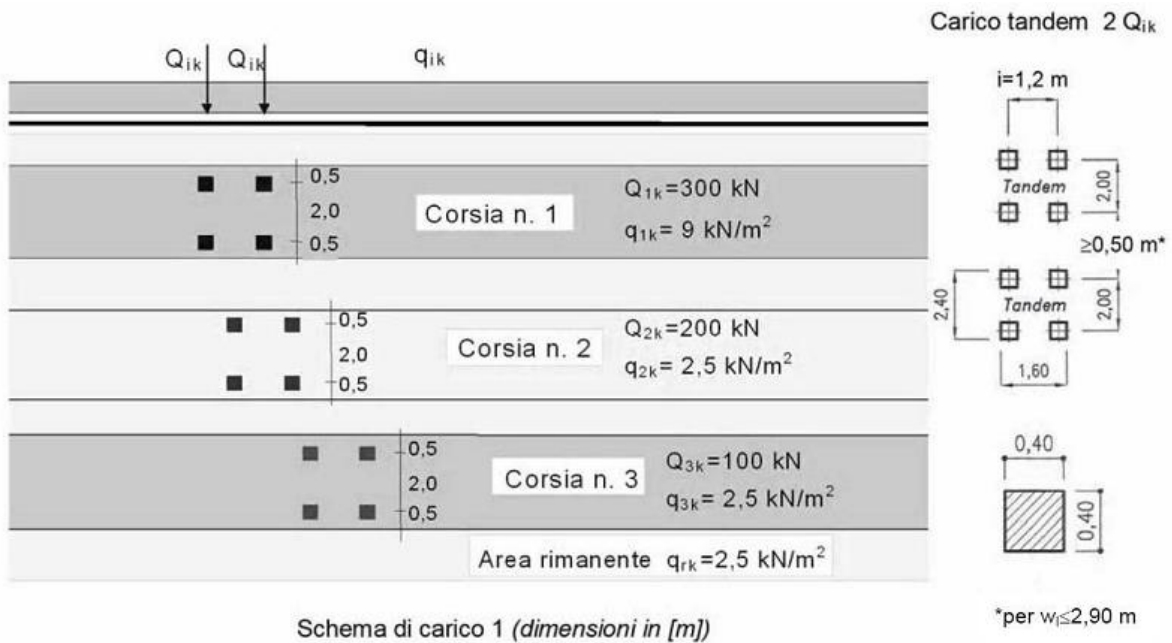 Carico tandem 2 Qik
Qik Qik qik
i=1,2 m
0,5
2,0
0,5
Corsia n. 1
Q1k=300 kN
q1k= 9 kN/m²
Tandem
2,00
≥0,50 m*
0,5
2,0
0,5
Corsia n. 2
Q2k=200 kN
q2k= 2,5 kN/m²
2,40
Tandem
2,00
1,60
0,5
2,0
0,5
Corsia n. 3
Q3k=100 kN
q3k= 2,5 kN/m²
0,40
0,40
Area rimanente qrk=2,5 kN/m²
*per wl≤2,90 m
Schema di carico 1 (dimensioni in [m])